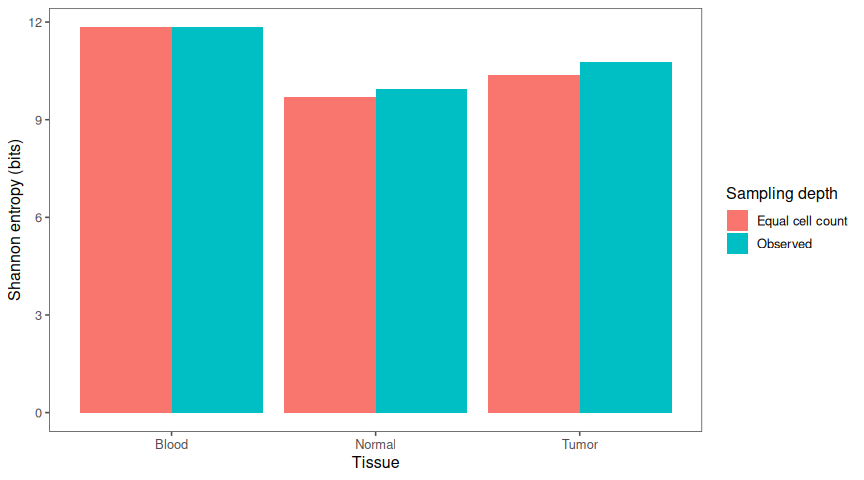 12
9
6
3
0
Shannon entropy (bits)
Blood
Normal
Tumor
Tissue
Sampling depth
Equal cell count
Observed